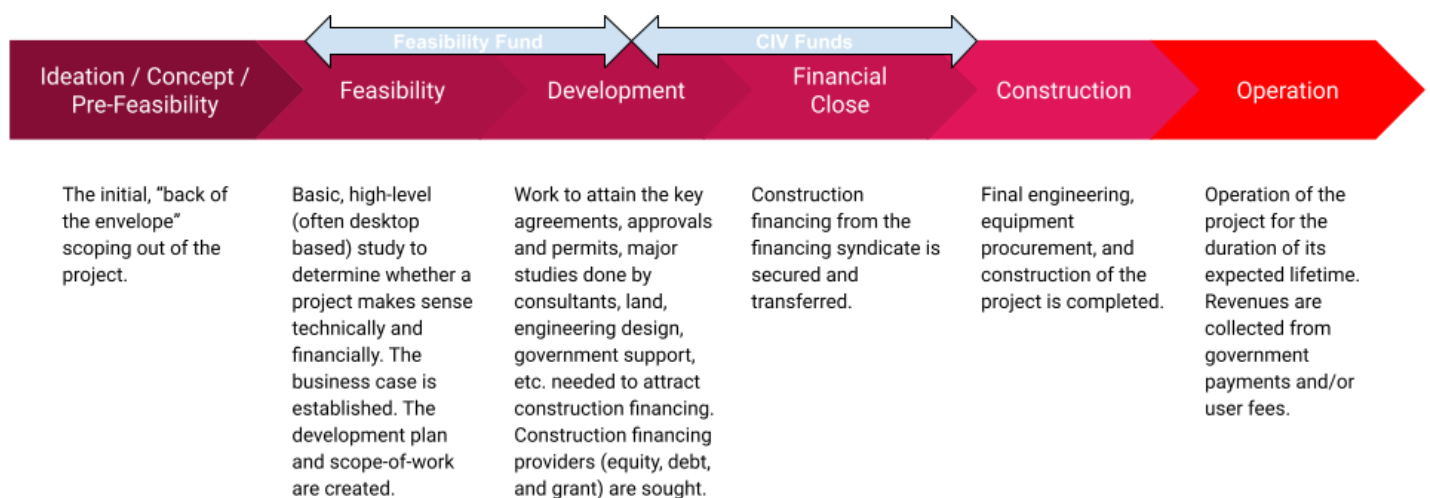 Feasibility Fund
CIV Funds
Ideation / Concept /
Pre-Feasibility
Feasibility
Development
Financial
Close
Construction
Operation
The initial, “back of
the envelope”
scoping out of the
project.
Basic, high-level
(often desktop
based) study to
determine whether a
project makes sense
technically and
financially. The
business case is
established. The
development plan
and scope-of-work
are created.
Work to attain the key
agreements, approvals
and permits, major
studies done by
consultants, land,
engineering design,
government support,
etc. needed to attract
construction financing.
Construction financing
providers (equity, debt,
and grant) are sought.
Construction
financing from the
financing syndicate is
secured and
transferred.
Final engineering,
equipment
procurement, and
construction of the
project is completed.
Operation of the
project for the
duration of its
expected lifetime.
Revenues are
collected from
government
payments and/or
user fees.